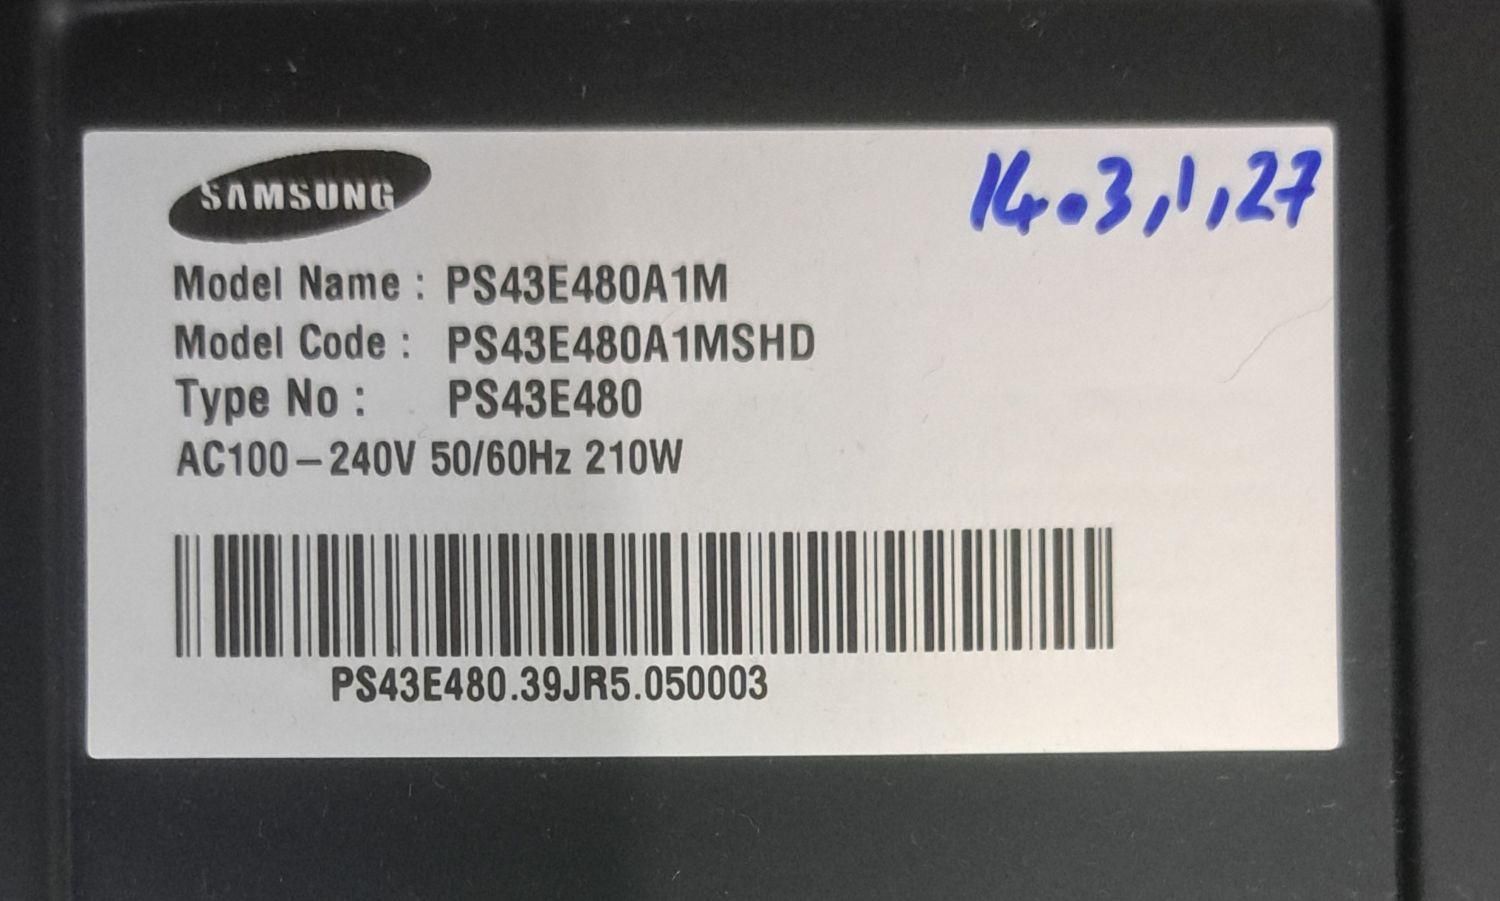 SAMSUNG
14.3,1,27
Model Name : PS43E480A1M
Model Code : PS43E480A1MSHD
Type No : PS43E480
AC100-240V 50/60Hz 210W
PS43E480.39JR5.050003